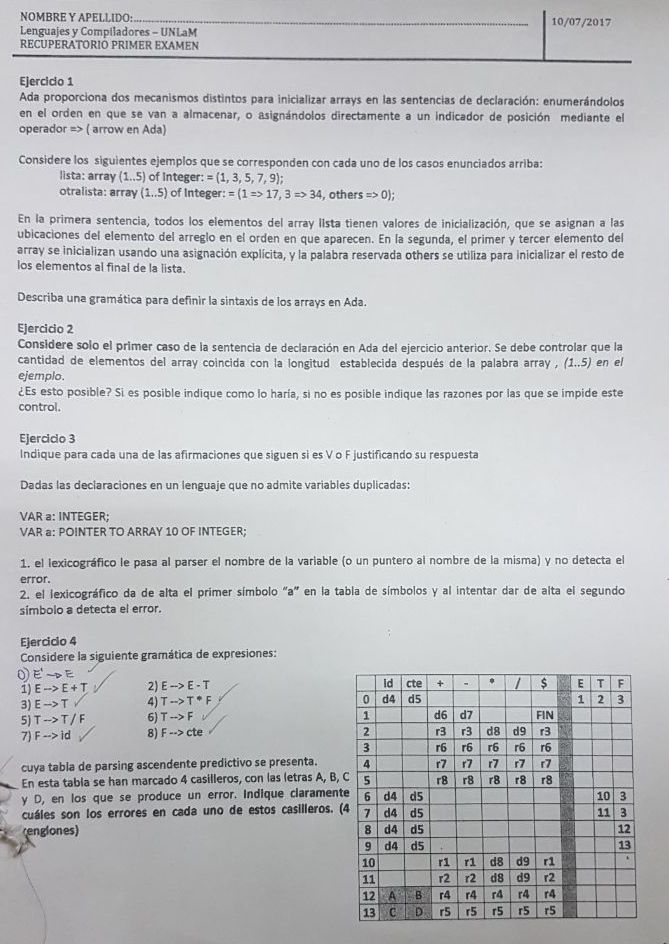 NOMBRE Y APELLIDO:
10/07/2017
Lenguajes y Compiladores – UNLaM
RECUPERATORIO PRIMER EXAMEN
Ejercicio 1
Ada proporciona dos mecanismos distintos para inicializar arrays en las sentencias de declaración: enumerándolos
en el orden en que se van a almacenar, o asignándolos directamente a un indicador de posición mediante el
operador => ( arrow en Ada)
Considere los siguientes ejemplos que se corresponden con cada uno de los casos enunciados arriba:
lista: array (1..5) of Integer: = (1, 3, 5, 7, 9);
otralista: array (1..5) of Integer: = (1 => 17, 3 => 34, others => 0);
En la primera sentencia, todos los elementos del array lista tienen valores de inicialización, que se asignan a las
ubicaciones del elemento del arreglo en el orden en que aparecen. En la segunda, el primer y tercer elemento del
array se inicializan usando una asignación explícita, y la palabra reservada others se utiliza para inicializar el resto de
los elementos al final de la lista.
Describa una gramática para definir la sintaxis de los arrays en Ada.
Ejercicio 2
Considere solo el primer caso de la sentencia de declaración en Ada del ejercicio anterior. Se debe controlar que la
cantidad de elementos del array coincida con la longitud establecida después de la palabra array , (1..5) en el
ejemplo.
¿Es esto posible? Si es posible indique como lo haría, si no es posible indique las razones por las que se impide este
control.
Ejercicio 3
Indique para cada una de las afirmaciones que siguen si es V o F justificando su respuesta
Dadas las declaraciones en un lenguaje que no admite variables duplicadas:
VAR a: INTEGER;
VAR a: POINTER TO ARRAY 10 OF INTEGER;
1. el lexicográfico le pasa al parser el nombre de la variable (o un puntero al nombre de la misma) y no detecta el
error.
2. el lexicográfico da de alta el primer símbolo "a" en la tabla de símbolos y al intentar dar de alta el segundo
símbolo a detecta el error.
Ejercicio 4
Considere la siguiente gramática de expresiones:
0) E' → E
1) E --> E + T 2) E --> E - T
3) E --> T 4) T --> T * F
5) T --> T / F 6) T --> F
7) F --> id 8) F --> cte
cuya tabla de parsing ascendente predictivo se presenta.
En esta tabla se han marcado 4 casilleros, con las letras A, B, C
y D, en los que se produce un error. Indique claramente
cuáles son los errores en cada uno de estos casilleros. (4
renglones)
Id cte + - * / $ E T F
0 d4 d5 1 2 3
1 d6 d7 FIN
2 r3 r3 d8 d9 r3
3 r6 r6 r6 r6 r6
4 r7 r7 r7 r7 r7
5 r8 r8 r8 r8 r8
6 d4 d5 10 3
7 d4 d5 11 3
8 d4 d5 12
9 d4 d5 13
10 r1 r1 d8 d9 r1
11 r2 r2 d8 d9 r2
12 A B r4 r4 r4 r4 r4
13 C D r5 r5 r5 r5 r5